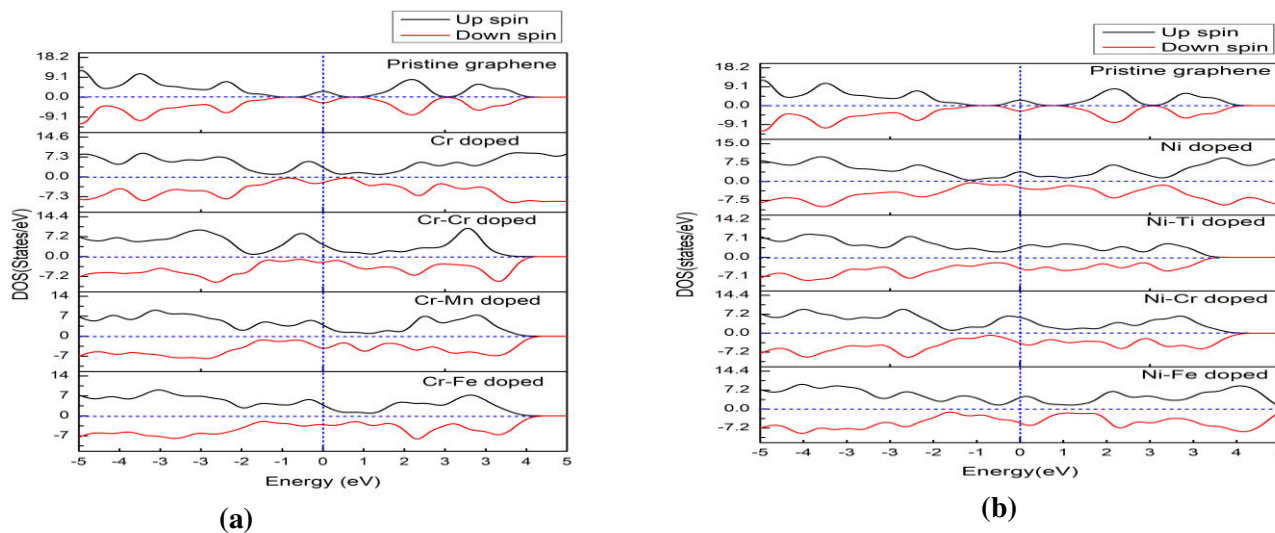 Up spin
Down spin
18.2
9.1
0.0
-9.1
Pristine graphene
14.6
7.3
0.0
-7.3
Cr doped
14.4
7.2
0.0
-7.2
Cr-Cr doped
14
7
0
-7
Cr-Mn doped
14
7
0
-7
Cr-Fe doped
DOS(States/eV)
-5 -4 -3 -2 -1 0 1 2 3 4 5
Energy (eV)
(a)
Up spin
Down spin
18.2
9.1
0.0
-9.1
Pristine graphene
15.0
7.5
0.0
-7.5
Ni doped
14.2
7.1
0.0
-7.1
Ni-Ti doped
14.4
7.2
0.0
-7.2
Ni-Cr doped
14.4
7.2
0.0
-7.2
Ni-Fe doped
DOS(states/eV)
-5 -4 -3 -2 -1 0 1 2 3 4
Energy(eV)
(b)